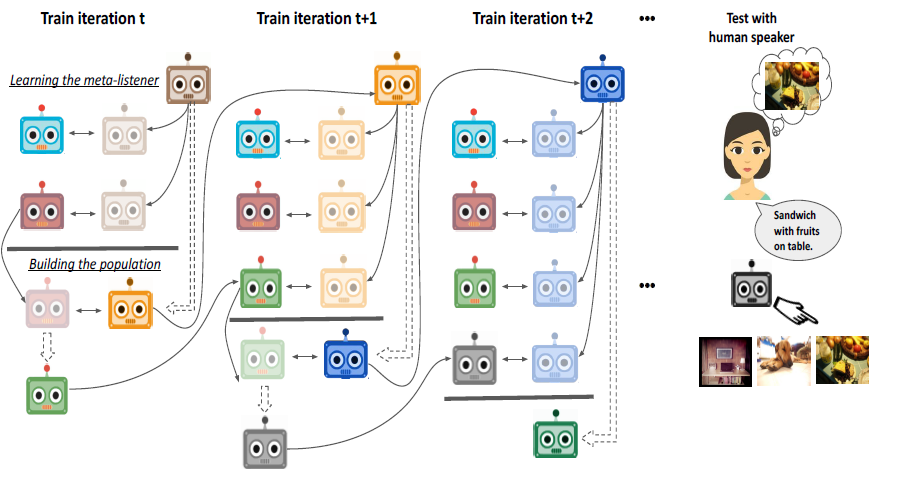 Train iteration t
Train iteration t+1
Train iteration t+2
•••
Test with
human speaker
Learning the meta-listener
Building the population
Sandwich
with fruits
on table.
•••